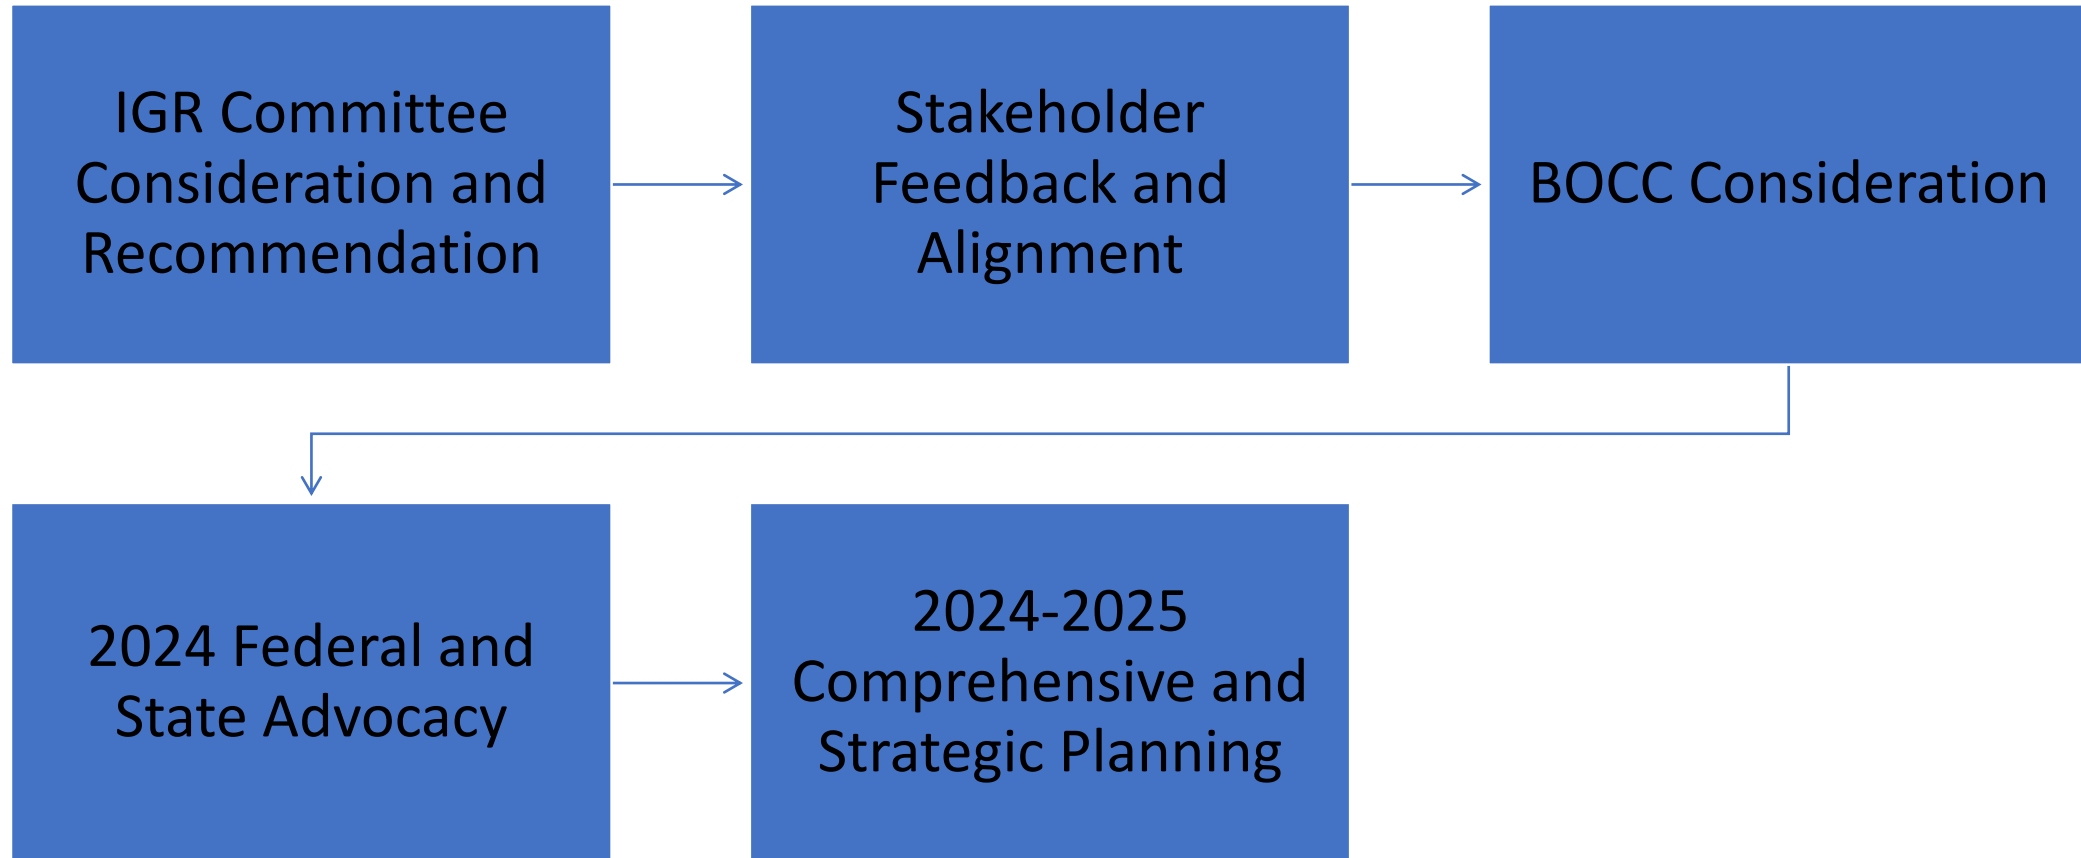 IGR Committee
Consideration and
Recommendation
Stakeholder
Feedback and
Alignment
BOCC Consideration
2024 Federal and
State Advocacy
2024-2025
Comprehensive and
Strategic Planning